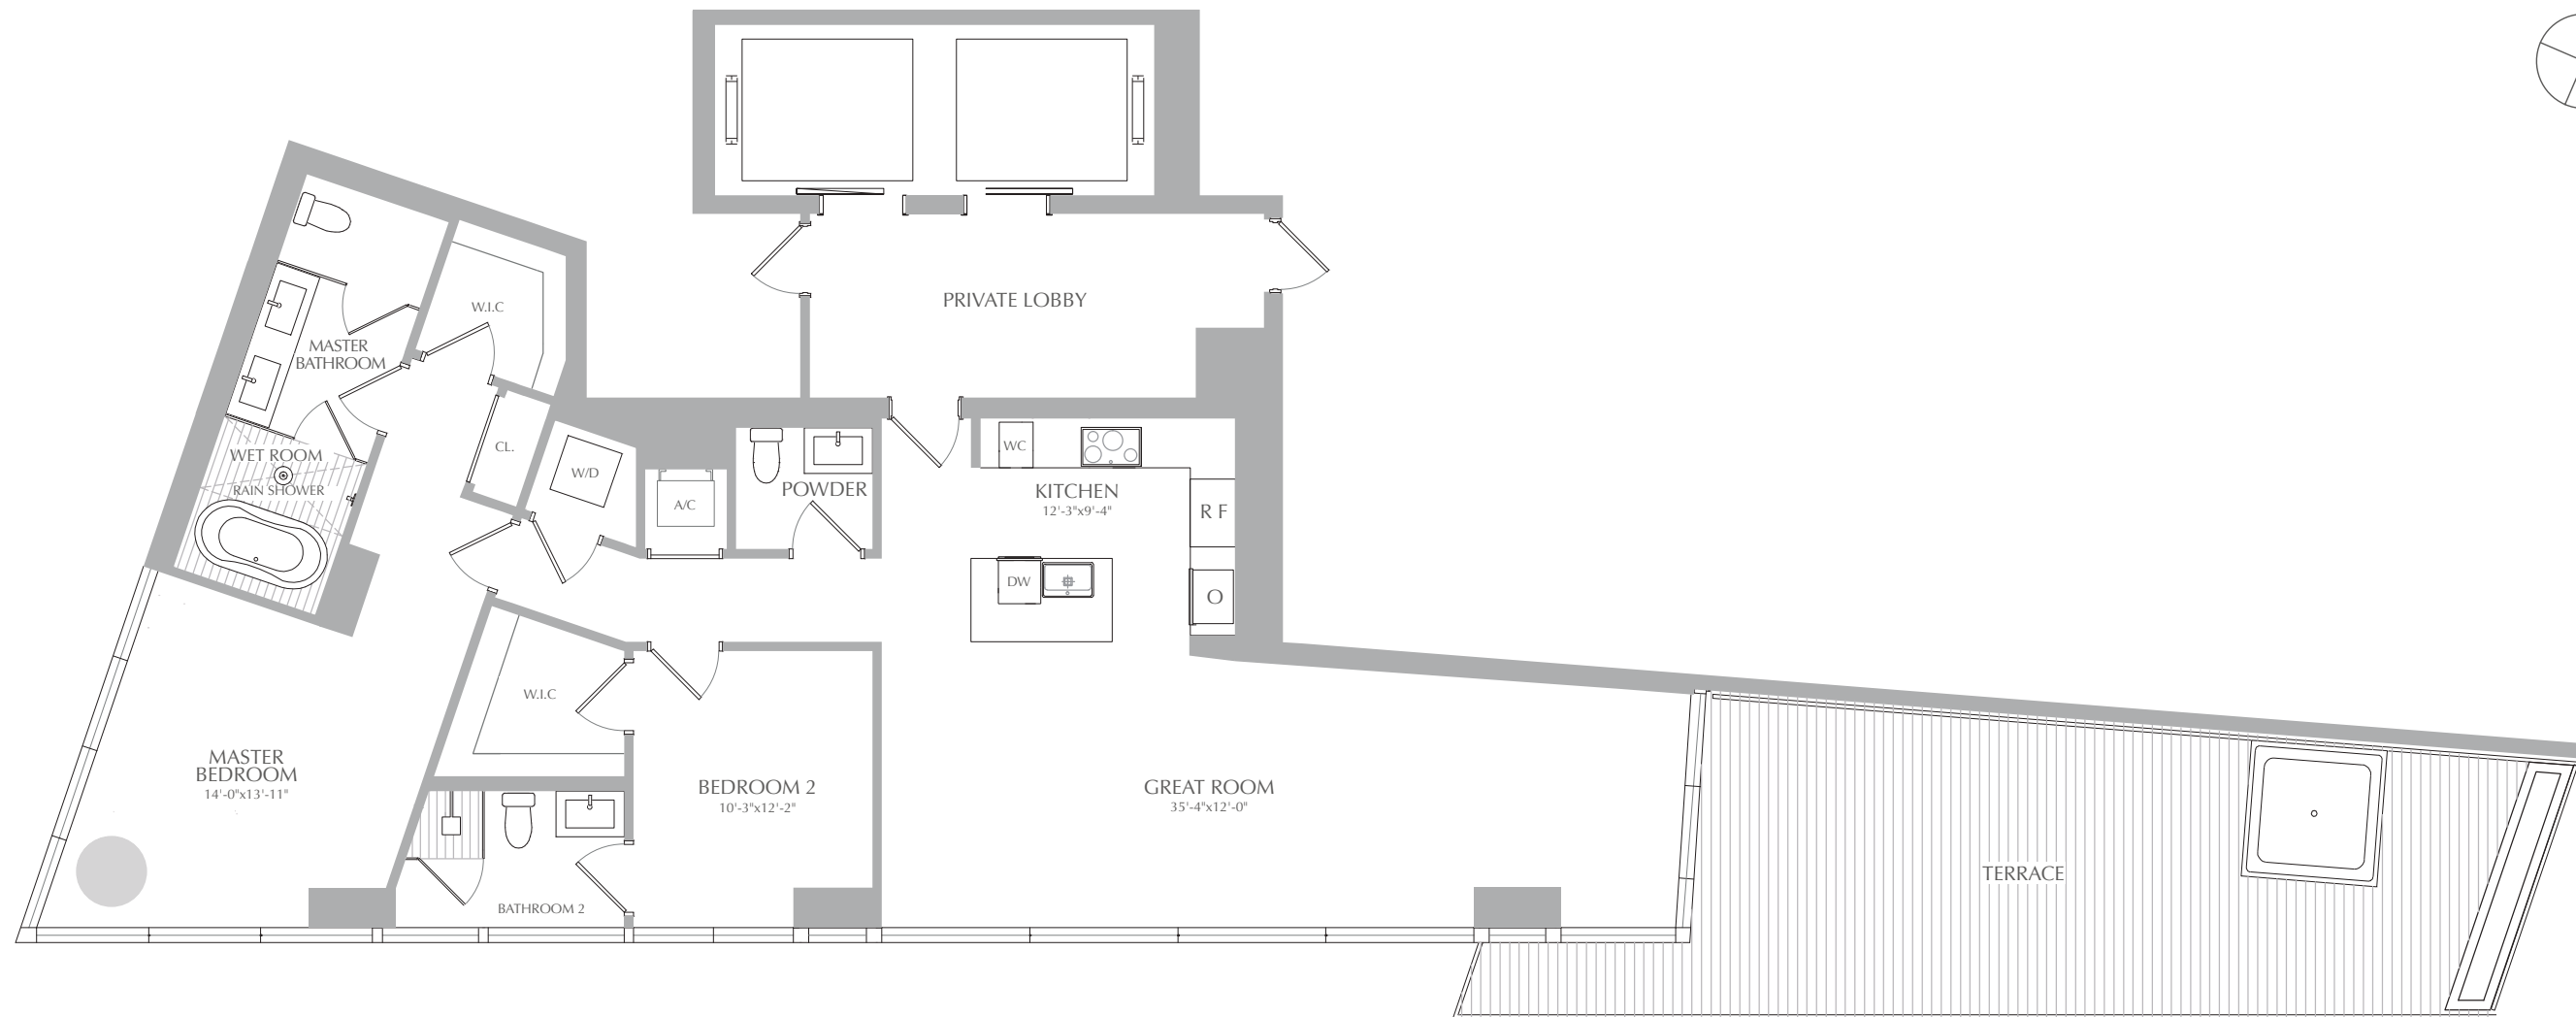 PRIVATE LOBBY
W.I.C
MASTER
BATHROOM
CL.
WET ROOM
RAIN SHOWER
W/D
A/C
POWDER
WC
KITCHEN
12'-3"x9'-4"
R F
DW
O
W.I.C
MASTER
BEDROOM
14'-0"x13'-11"
BEDROOM 2
10'-3"x12'-2"
GREAT ROOM
35'-4"x12'-0"
TERRACE
BATHROOM 2